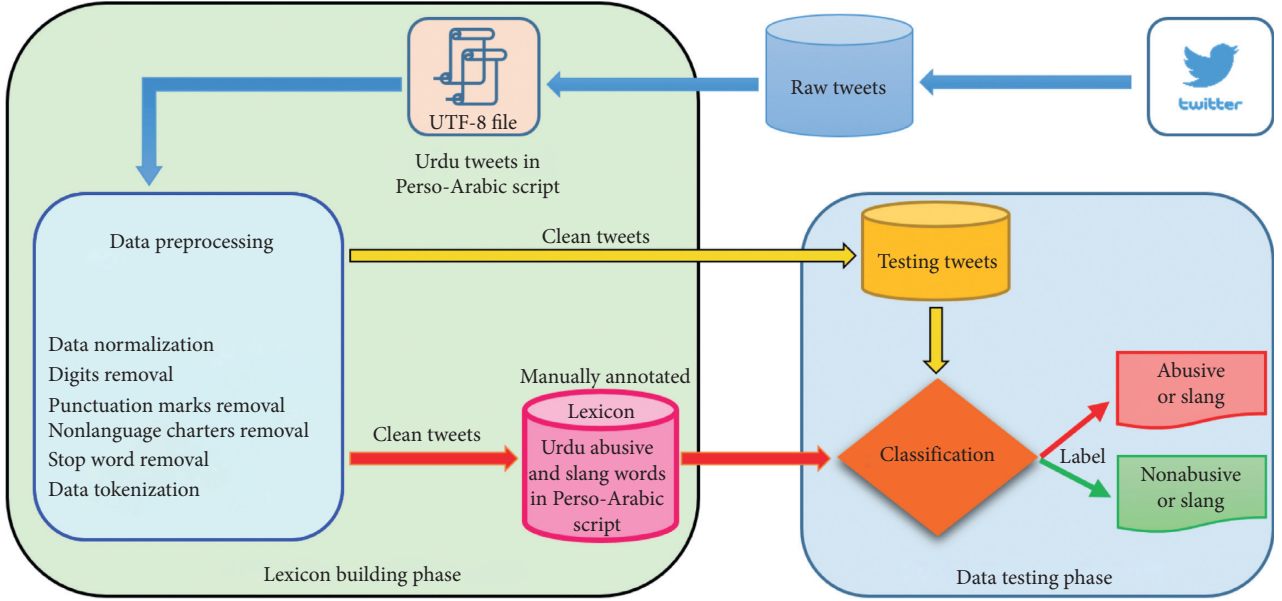 twitter
Raw tweets
UTF-8 file
Urdu tweets in
Perso-Arabic script
Data preprocessing
Data normalization
Digits removal
Punctuation marks removal
Nonlanguage charters removal
Stop word removal
Data tokenization
Clean tweets
Testing tweets
Clean tweets
Manually annotated
Lexicon
Urdu abusive
and slang words
in Perso-Arabic
script
Classification
Label
Abusive
or slang
Nonabusive
or slang
Lexicon building phase
Data testing phase